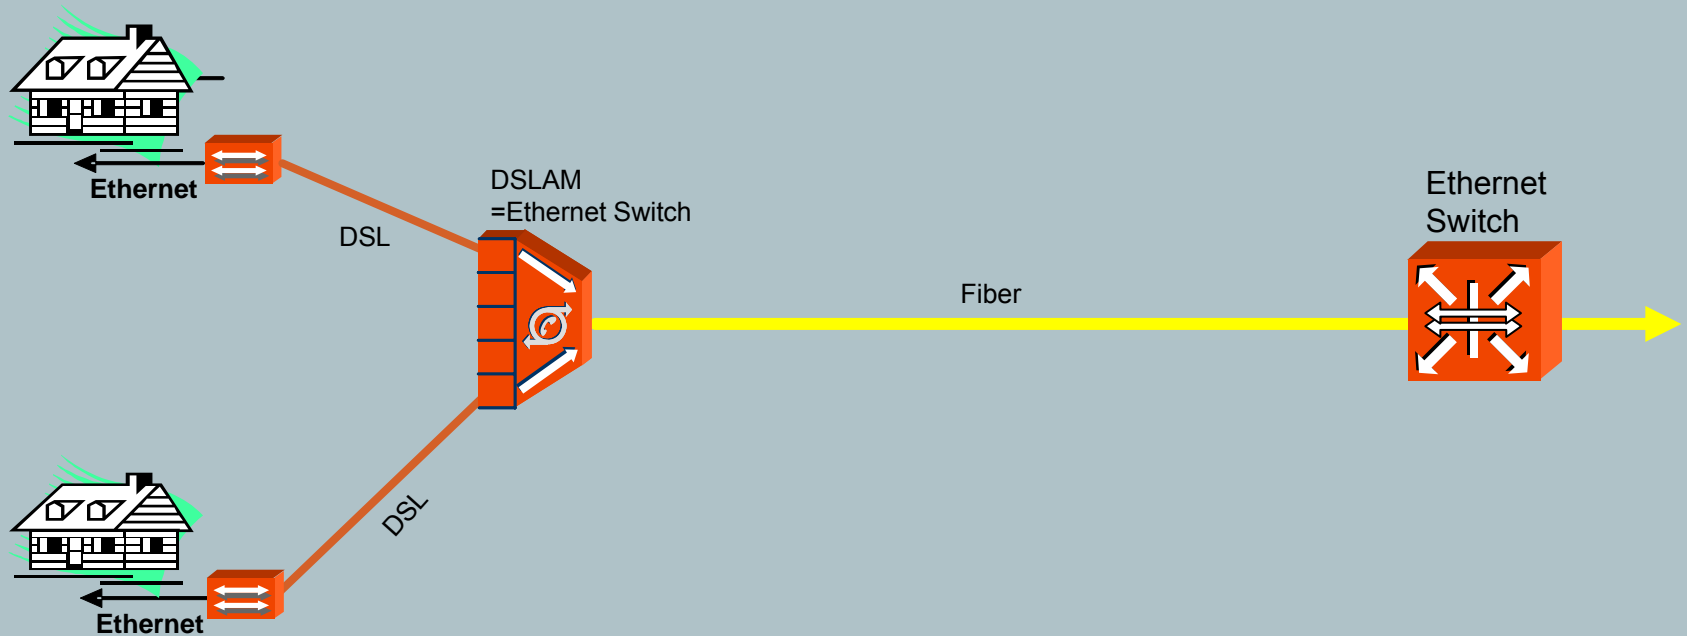 Ethernet
DSL
DSLAM
=Ethernet Switch
Fiber
Ethernet
Switch
DSL
Ethernet